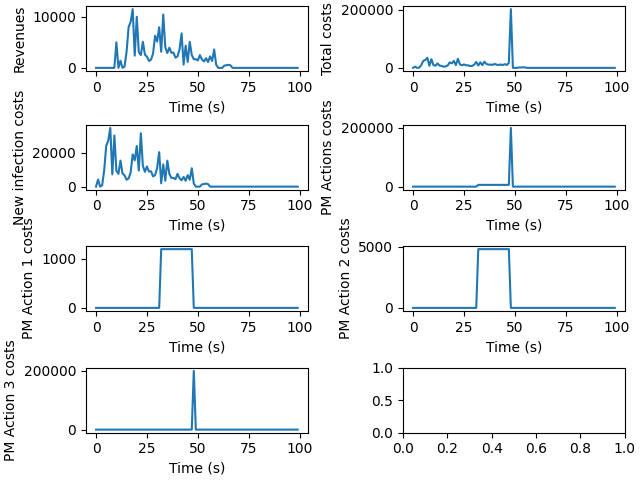 Revenues
10000
0
0 25 50 75 100
Time (s)
Total costs
200000
0
0 25 50 75 100
Time (s)
New infection costs
20000
0
0 25 50 75 100
Time (s)
PM Actions costs
200000
0
0 25 50 75 100
Time (s)
PM Action 1 costs
1000
0
0 25 50 75 100
Time (s)
PM Action 2 costs
5000
0
0 25 50 75 100
Time (s)
PM Action 3 costs
200000
0
0 25 50 75 100
Time (s)
1.0
0.5
0.0
0.0 0.2 0.4 0.6 0.8 1.0